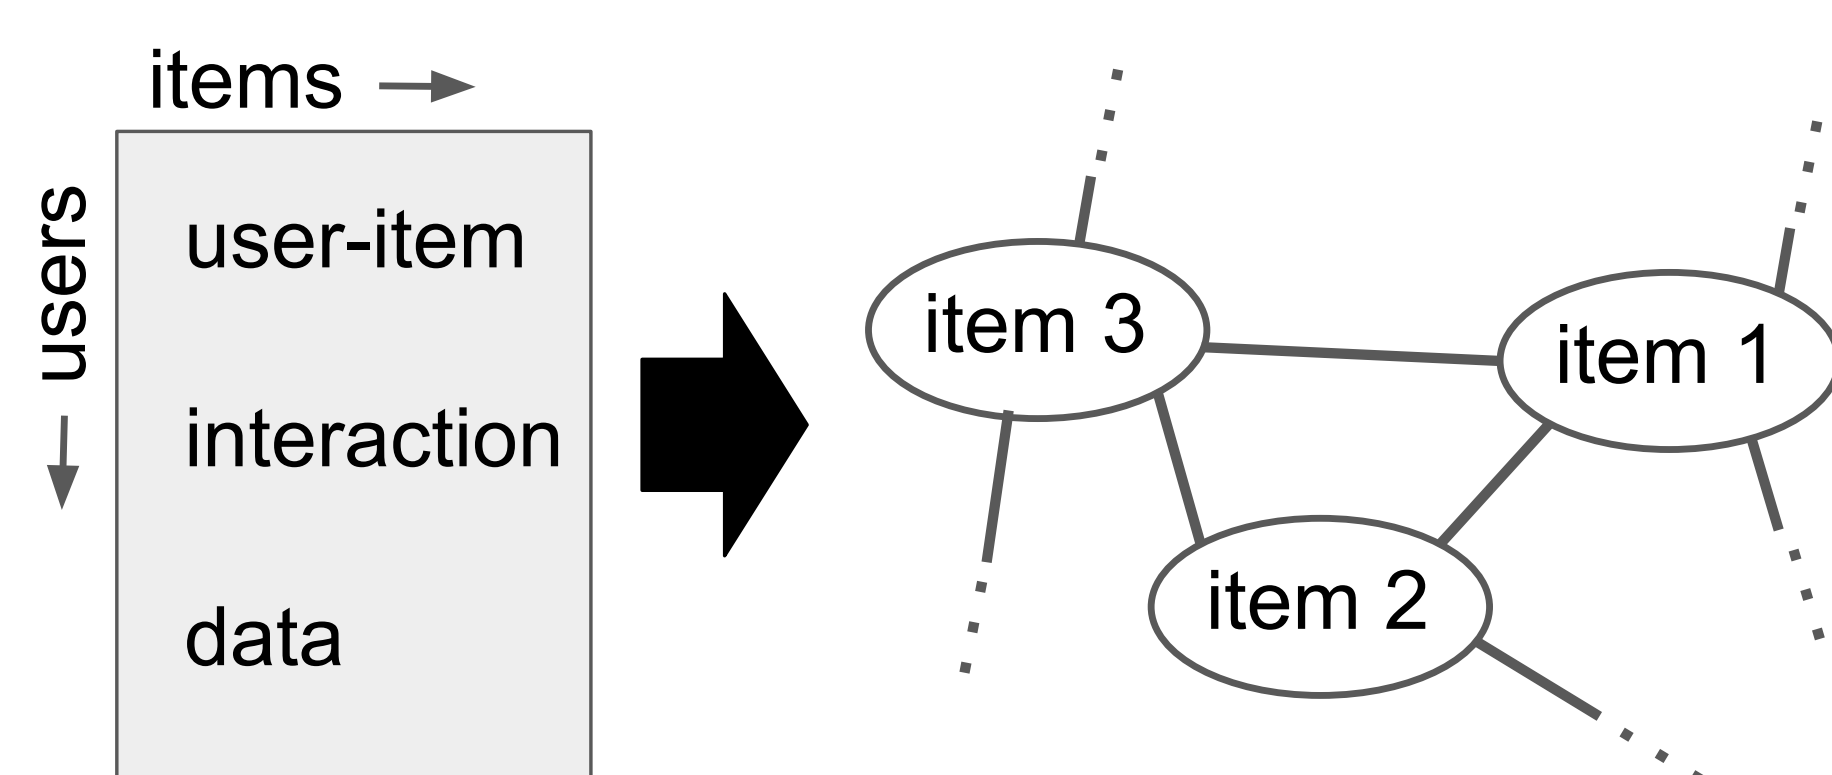 items
users
user-item
interaction
data
item 3
item 1
item 2